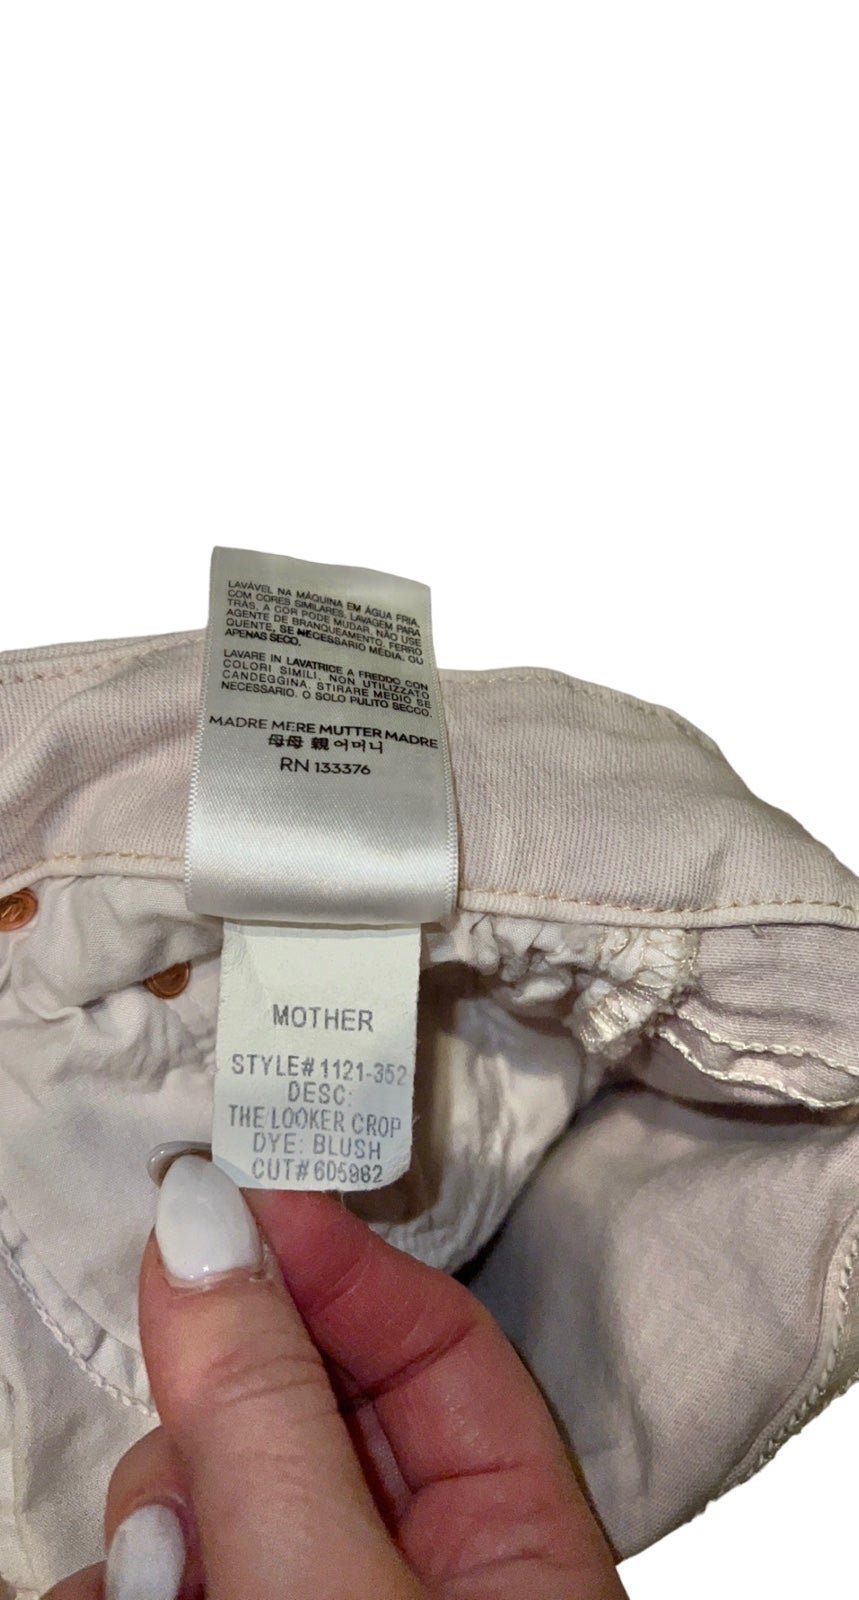 LAVÁVEL NA MÁQUINA EM ÁGUA FRIA,
COM CORES SIMILARES, LAVAGEM PARA
TRÁS, A COR PODE MUDAR, NÃO USE
AGENTE DE BRANQUEAMENTO, FERRO
QUENTE, SE NECESSARIO MÉDIA, OU
APENAS SECO.
LAVARE IN LAVATRICE A FREDDO CON
COLORI SIMILI, NON UTILIZZATO
CANDEGGINA, STIRARE MEDIO SE
NECESSARIO. O SOLO PULITO SECCO.
MADRE MERE MUTTER MADRE
母母 親 어머니
RN 133376
MOTHER
STYLE# 1121-352
DESC:
THE LOOKER CROP
DYE: BLUSH
CUT# 605962